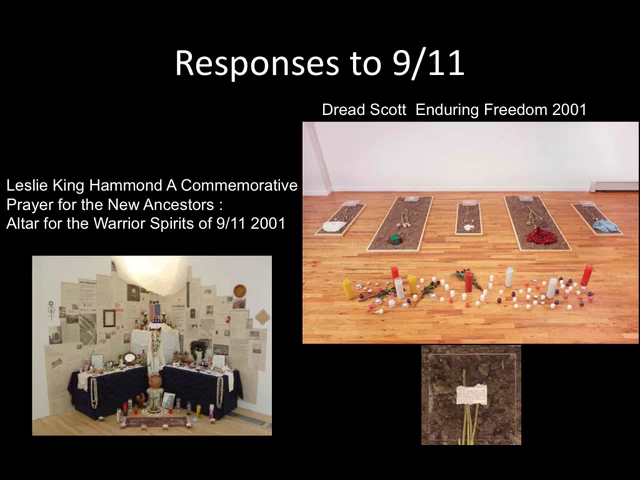 Responses to 9/11
Dread Scott  Enduring Freedom 2001
Leslie King Hammond A Commemorative
Prayer for the New Ancestors :
Altar for the Warrior Spirits of 9/11 2001